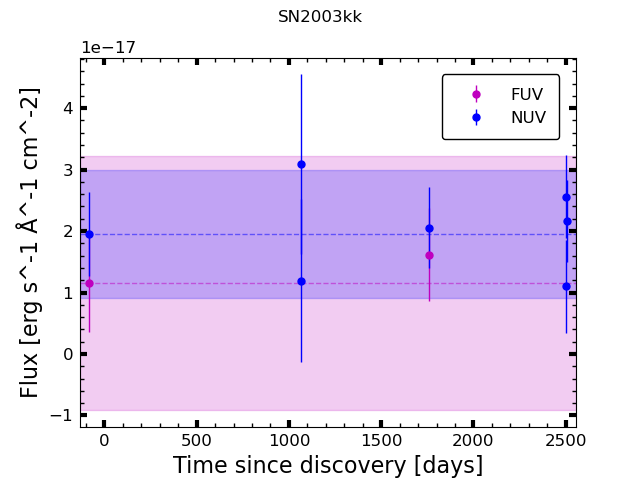 SN2003kk
1e−17
FUV
NUV
4
3
2
1
0
−1
Flux [erg s^-1 Å^-1 cm^-2]
0 500 1000 1500 2000 2500
Time since discovery [days]